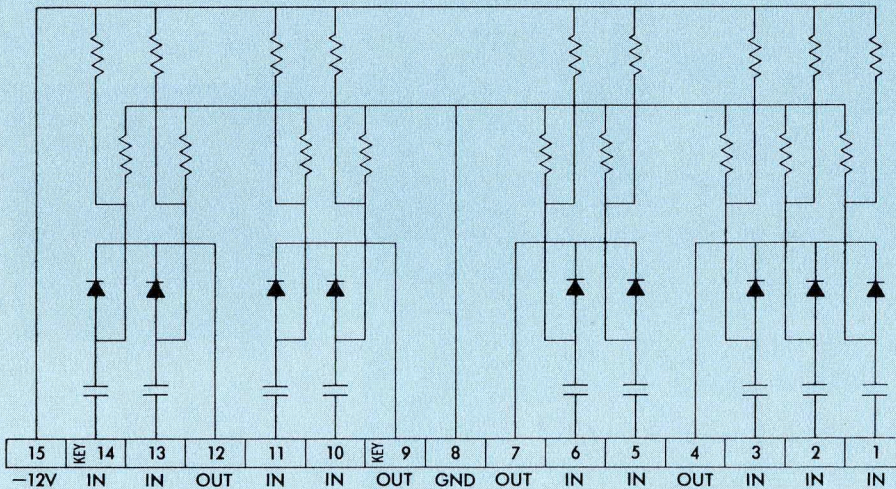 15 KEY 14 13 12 11 10 KEY 9 8 7 6 5 4 3 2 1
−12V IN IN OUT IN IN OUT GND OUT IN IN OUT IN IN IN